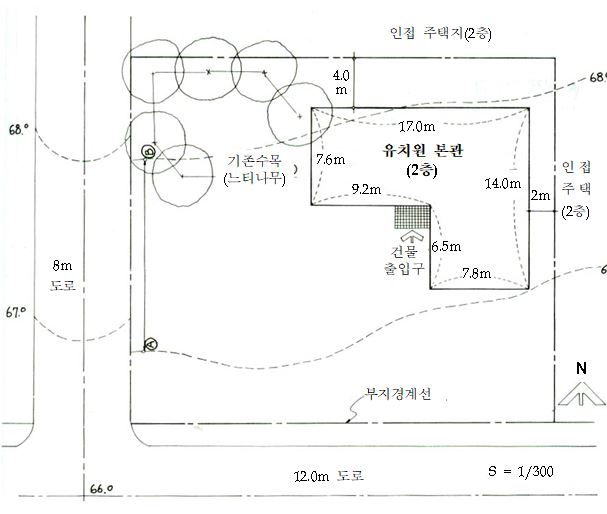 인접 주택지(2층)
4.0
m
68.
68.⁰
17.0m
유치원 본관
(2층)
7.6m
B
기존수목
(느티나무)
14.0m
인접
주택
(2층)
2m
9.2m
6.5m
건물
출입구
7.8m
8m
도로
67.⁰
A
N
부지경계선
12.0m 도로
S = 1/300
66.⁰